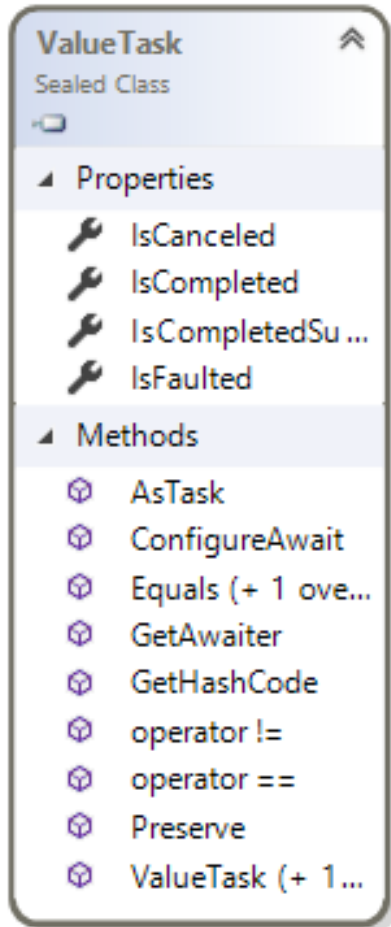 ValueTask
Sealed Class
Properties
IsCanceled
IsCompleted
IsCompletedSu...
IsFaulted
Methods
AsTask
ConfigureAwait
Equals (+ 1 ove...
GetAwaiter
GetHashCode
operator !=
operator ==
Preserve
ValueTask (+ 1...